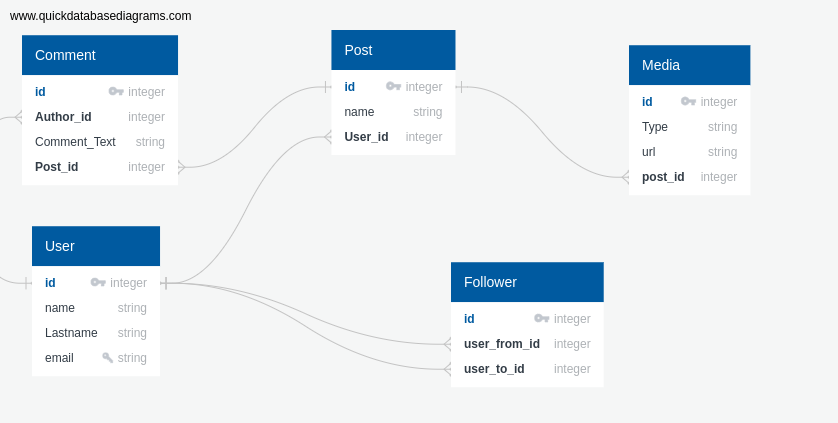 www.quickdatabasediagrams.com
Comment
id integer
Author_id integer
Comment_Text string
Post_id integer
Post
id integer
name string
User_id integer
Media
id integer
Type string
url string
post_id integer
User
id integer
name string
Lastname string
email string
Follower
id integer
user_from_id integer
user_to_id integer